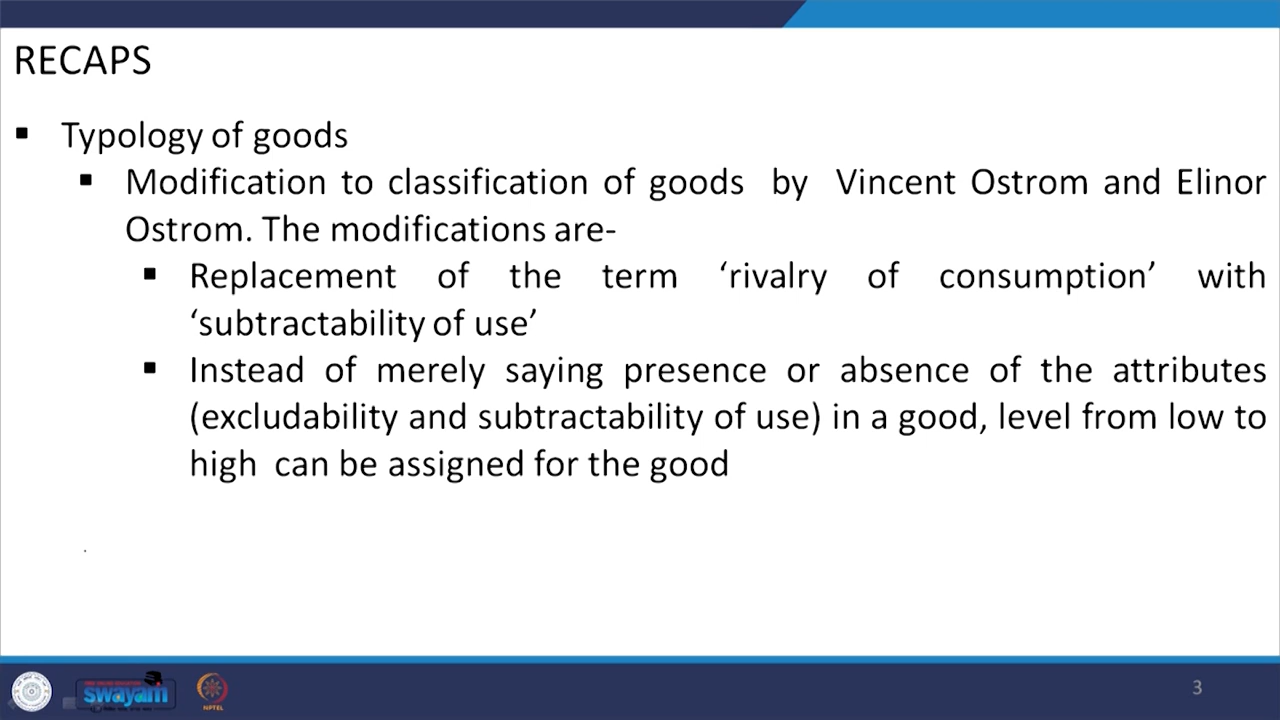 RECAPS
▪ Typology of goods
▪ Modification to classification of goods by Vincent Ostrom and Elinor
Ostrom. The modifications are-
▪ Replacement of the term ‘rivalry of consumption’ with
‘subtractability of use’
▪ Instead of merely saying presence or absence of the attributes
(excludability and subtractability of use) in a good, level from low to
high can be assigned for the good
.
swayam
NPTEL
3